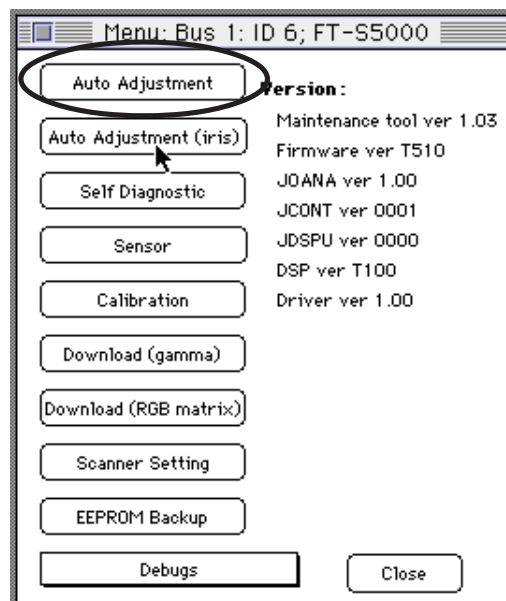 Menu: Bus 1: ID 6; FT-S5000
Auto Adjustment
Auto Adjustment (iris)
Self Diagnostic
Sensor
Calibration
Download (gamma)
Download (RGB matrix)
Scanner Setting
EEPROM Backup
Debugs
Version:
Maintenance tool ver 1.03
Firmware ver T510
JOANA ver 1.00
JCONT ver 0001
JDSPU ver 0000
DSP ver T100
Driver ver 1.00
Close